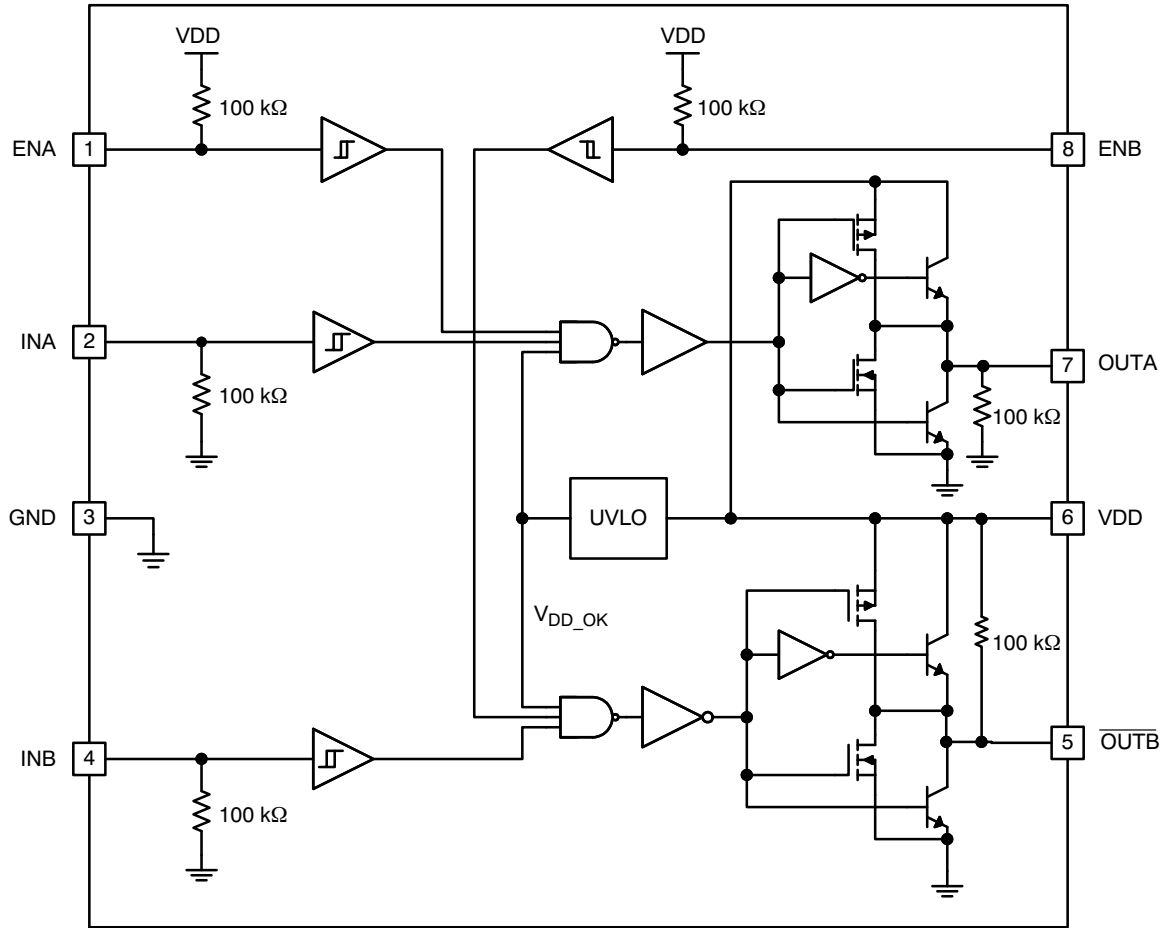 VDD
VDD
100 kΩ
100 kΩ
ENA
1
8
ENB
INA
2
7
OUTA
100 kΩ
100 kΩ
GND
3
UVLO
6
VDD
VDD_OK
100 kΩ
INB
4
5
OUTB
100 kΩ